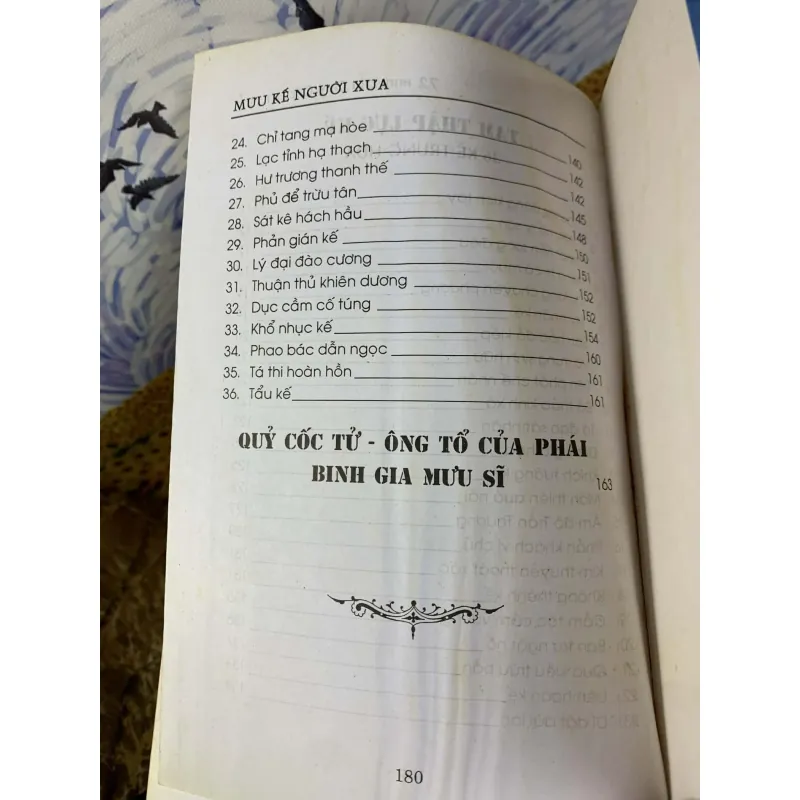 MƯU KẾ NGƯỜI XƯA
24. Chỉ tang mạ hòe 140
25. Lạc tỉnh hạ thạch 142
26. Hư trương thanh thế 142
27. Phủ để trừu tân 145
28. Sát kê hách hầu 148
29. Phản gián kế 150
30. Lý đại đào cương 151
31. Thuận thủ khiên dương 152
32. Dục cầm cố túng 152
33. Khổ nhục kế 154
34. Phao bác dẫn ngọc 160
35. Tá thi hoàn hồn 161
36. Tẩu kế 161
QUỶ CỐC TỬ - ÔNG TỔ CỦA PHÁI
BINH GIA MƯU SĨ 163
180